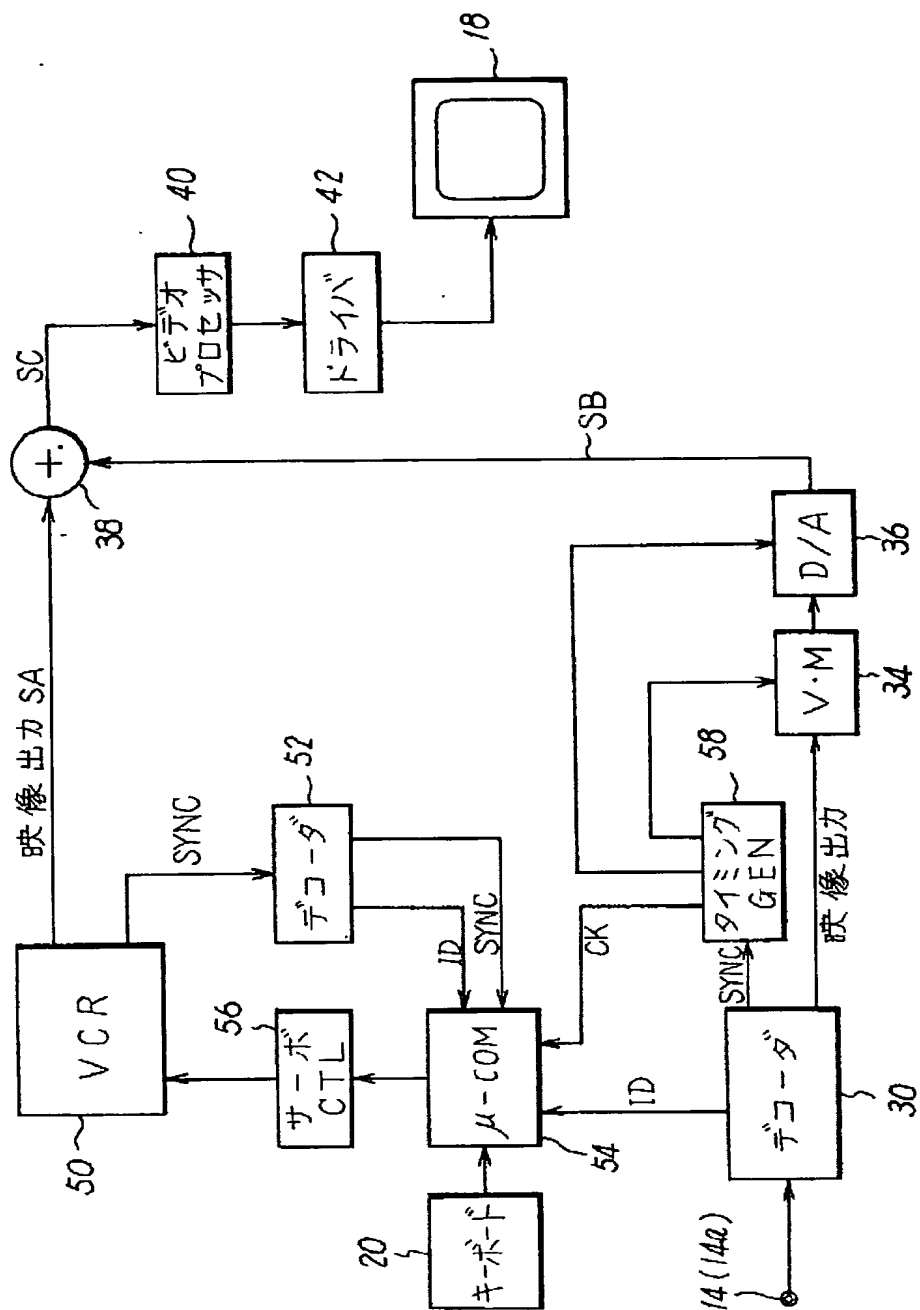 18
40
42
ビデオ
プロセッサ
ドライバ
SC
+
38
SB
映像出力 SA
SYNC
52
デコーダ
D/A
36
V·M
34
58
タイミング
GEN
CK
SYNC
映像出力
VCR
50
56
サーボ
CTL
ID
SYNC
μ-COM
54
ID
デコーダ
30
20
キーボード
14(14a)